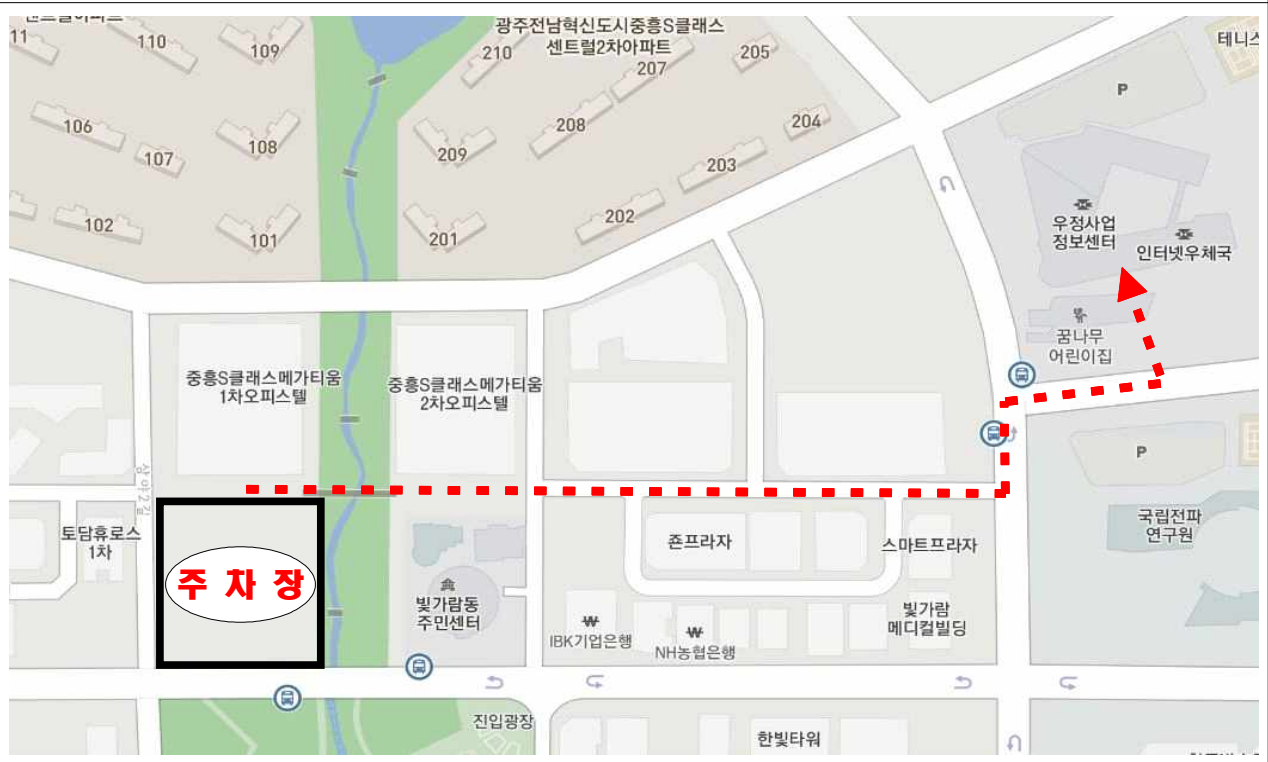 11
110
109
광주전남혁신도시중흥S클래스
센트럴2차아파트
210
207
205
테니스
P
106
107
108
208
209
204
203
102
101
201
202
우정사업
정보센터
인터넷우체국
꿈나무
어린이집
중흥S클래스메가티움
1차오피스텔
중흥S클래스메가티움
2차오피스텔
P
상야2길
토담휴로스
1차
주 차 장
빛가람동
주민센터
죤프라자
스마트프라자
국립전파
연구원
₩
IBK기업은행
₩
NH농협은행
빛가람
메디컬빌딩
진입광장
한빛타워